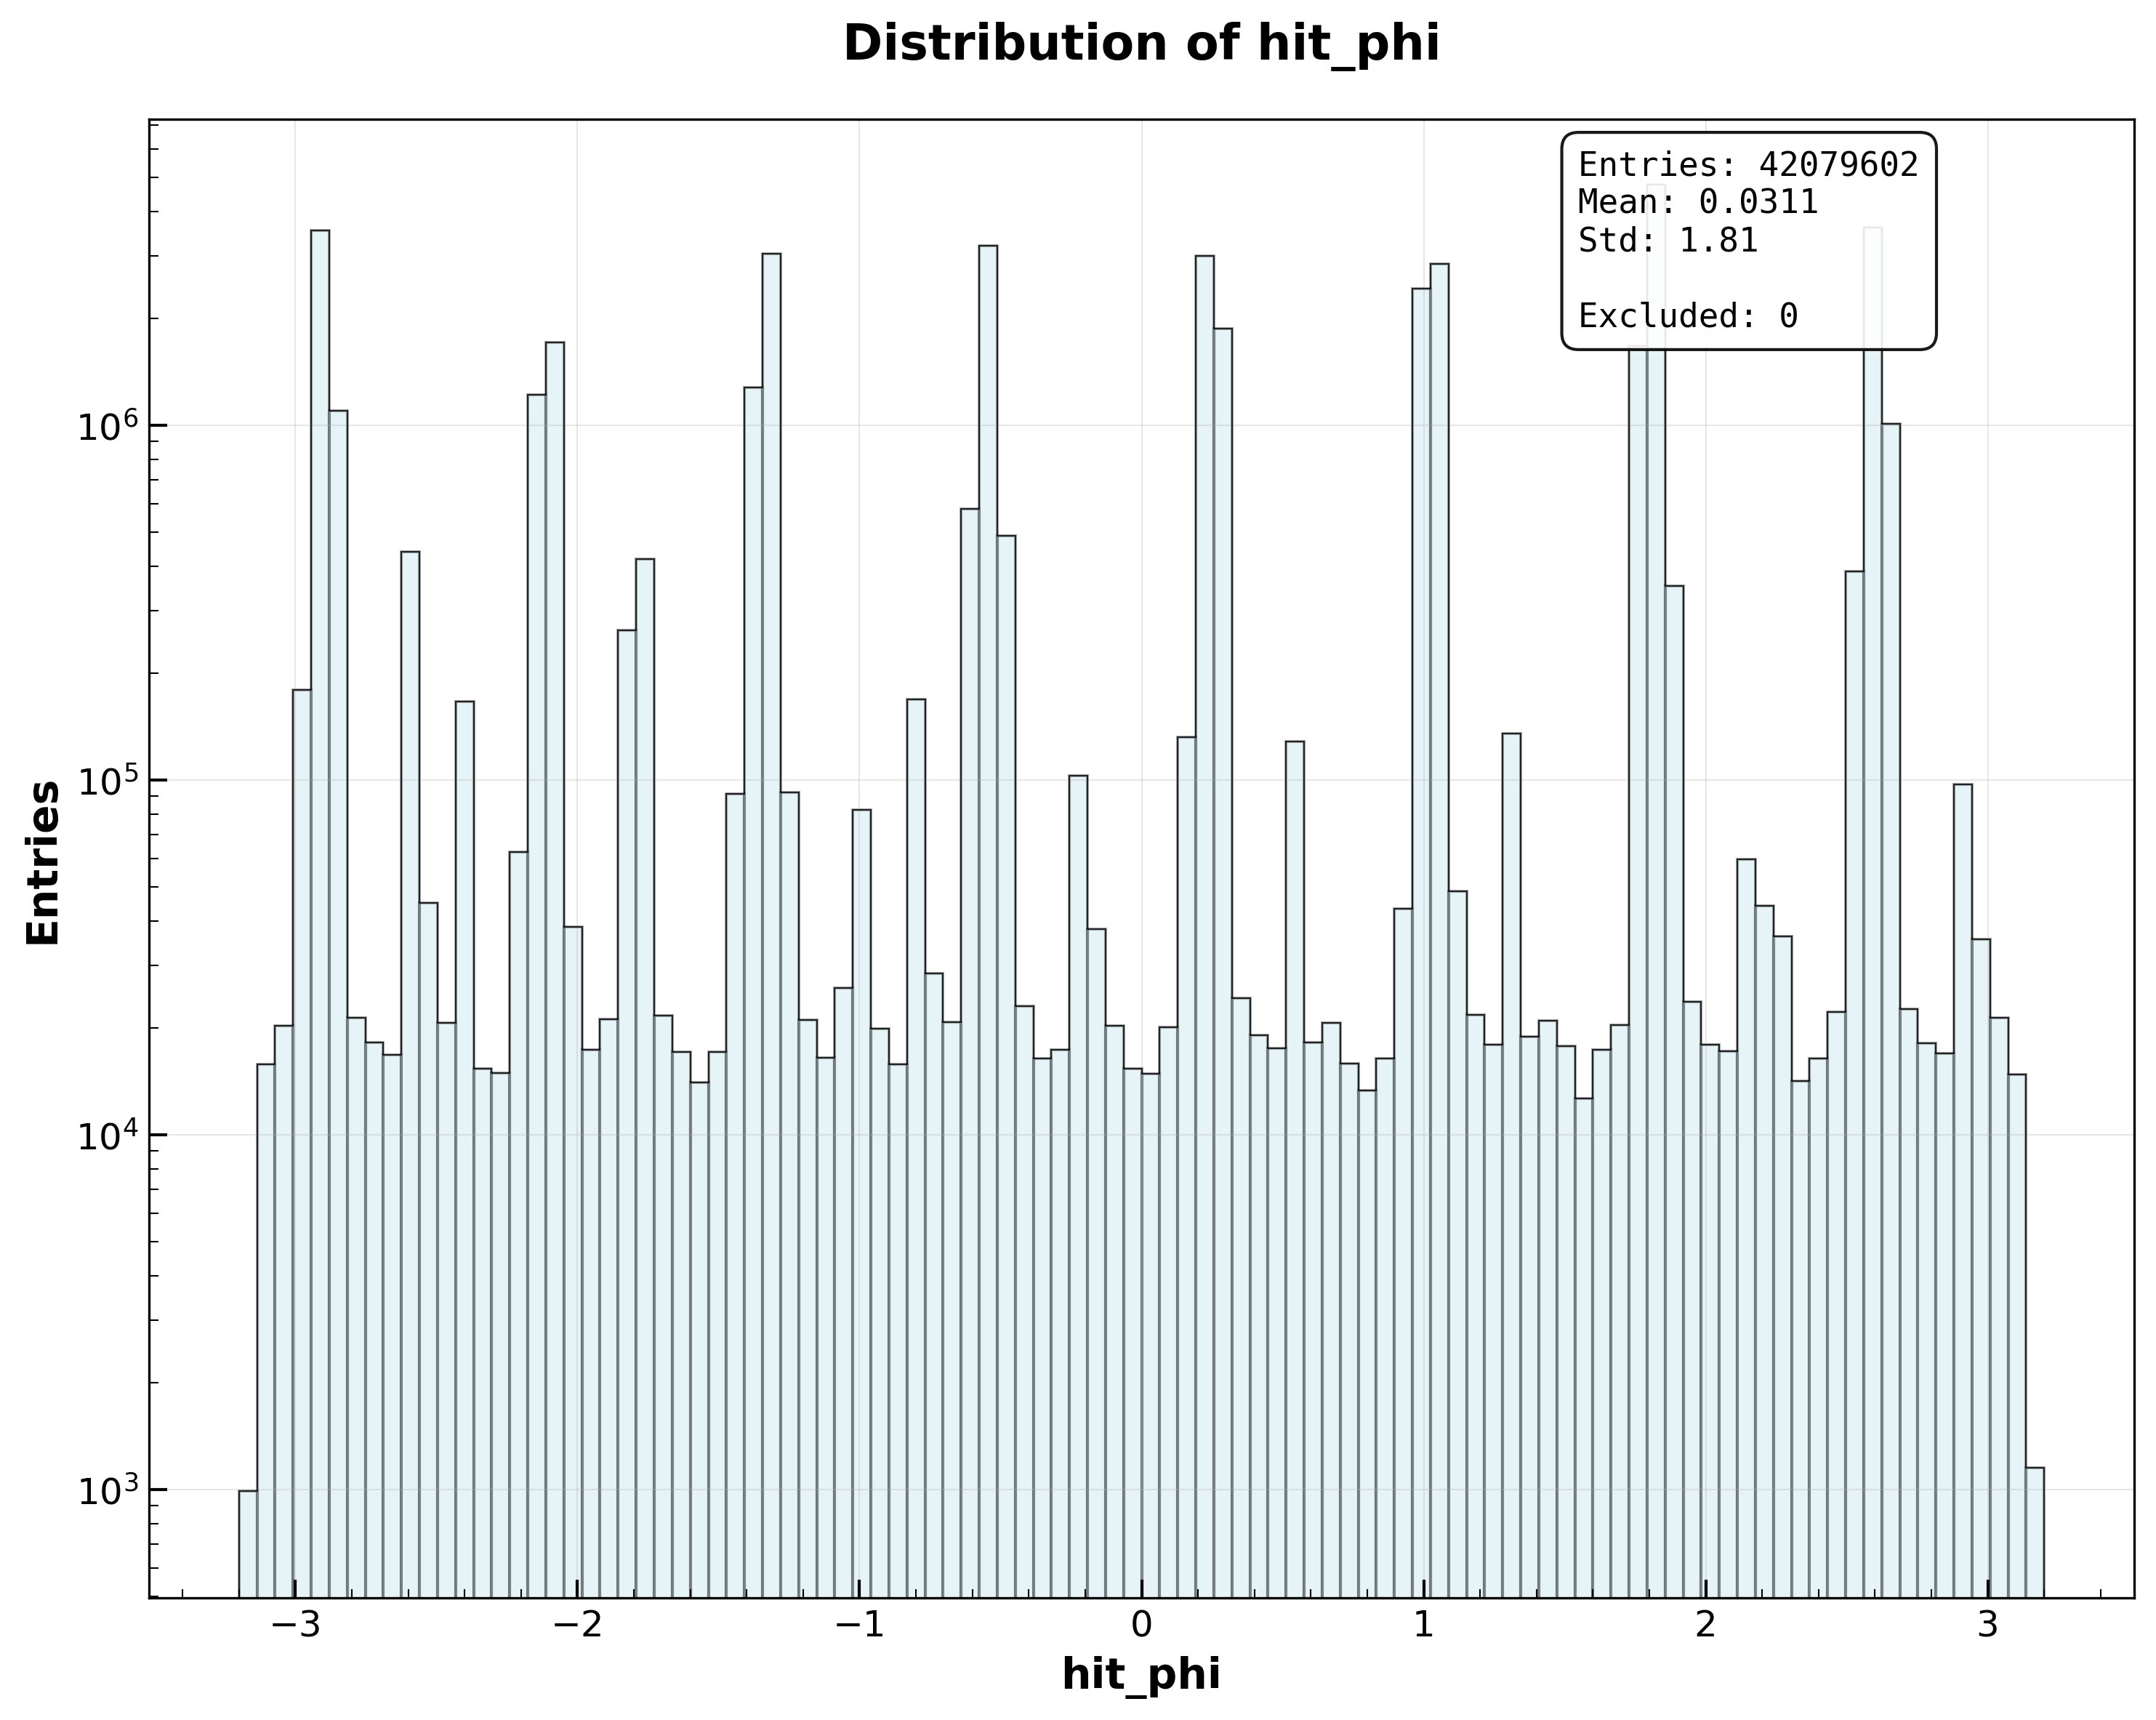 Distribution of hit_phi
Entries: 42079602
Mean: 0.0311
Std: 1.81
Excluded: 0
10^6
10^5
10^4
10^3
Entries
−3 −2 −1 0 1 2 3
hit_phi